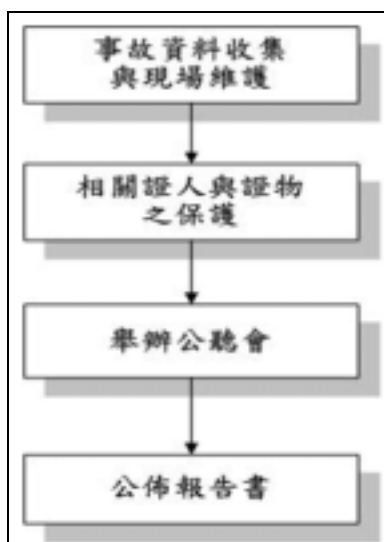 事故資料收集
與現場維護
相關證人與證物
之保護
舉辦公聽會
公佈報告書